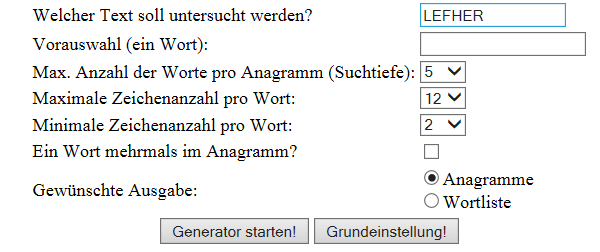 Welcher Text soll untersucht werden? LEFHER
Vorauswahl (ein Wort):
Max. Anzahl der Worte pro Anagramm (Suchtiefe): 5
Maximale Zeichenanzahl pro Wort: 12
Minimale Zeichenanzahl pro Wort: 2
Ein Wort mehrmals im Anagramm?
Gewünschte Ausgabe: Anagramme
Wortliste
Generator starten! Grundeinstellung!